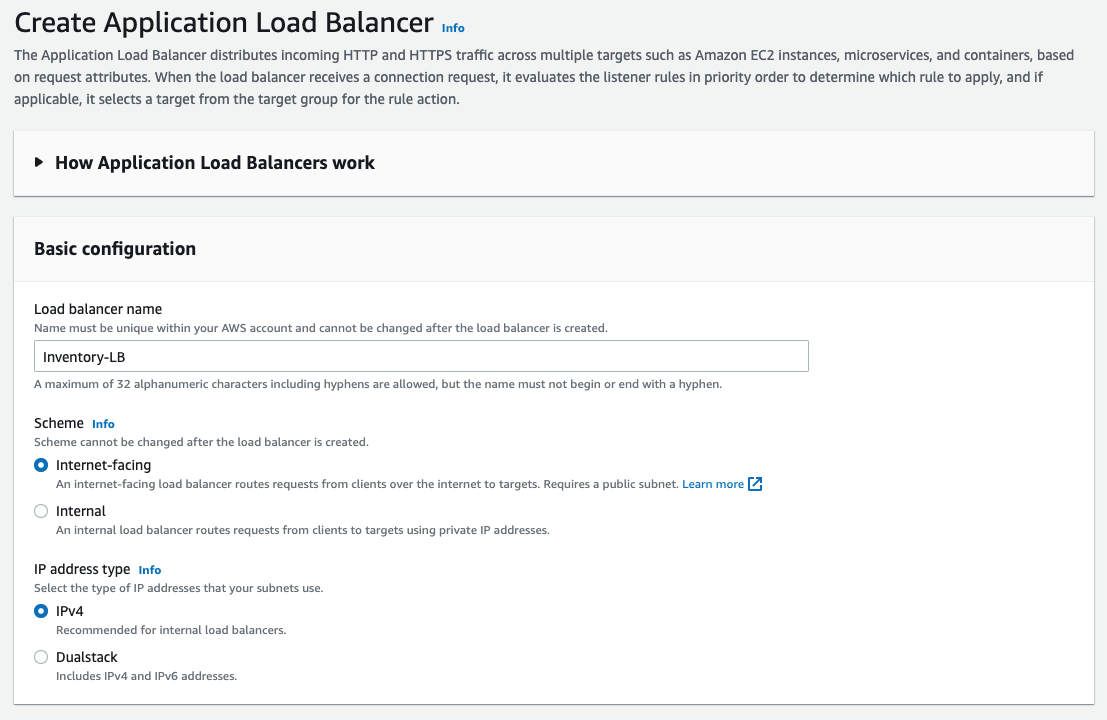 Create Application Load Balancer Info
The Application Load Balancer distributes incoming HTTP and HTTPS traffic across multiple targets such as Amazon EC2 instances, microservices, and containers, based
on request attributes. When the load balancer receives a connection request, it evaluates the listener rules in priority order to determine which rule to apply, and if
applicable, it selects a target from the target group for the rule action.
How Application Load Balancers work
Basic configuration
Load balancer name
Name must be unique within your AWS account and cannot be changed after the load balancer is created.
Inventory-LB
A maximum of 32 alphanumeric characters including hyphens are allowed, but the name must not begin or end with a hyphen.
Scheme Info
Scheme cannot be changed after the load balancer is created.
Internet-facing
An internet-facing load balancer routes requests from clients over the internet to targets. Requires a public subnet. Learn more
Internal
An internal load balancer routes requests from clients to targets using private IP addresses.
IP address type Info
Select the type of IP addresses that your subnets use.
IPv4
Recommended for internal load balancers.
Dualstack
Includes IPv4 and IPv6 addresses.